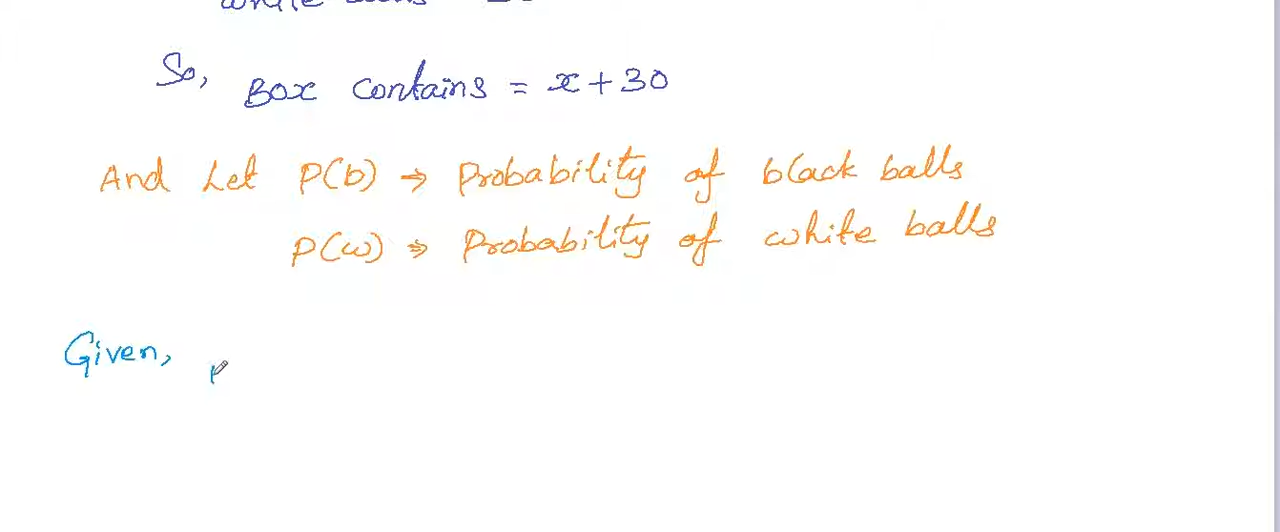 So, Box contains = x + 30
And Let P(b) → Probability of black balls
P(w) → Probability of white balls
Given,